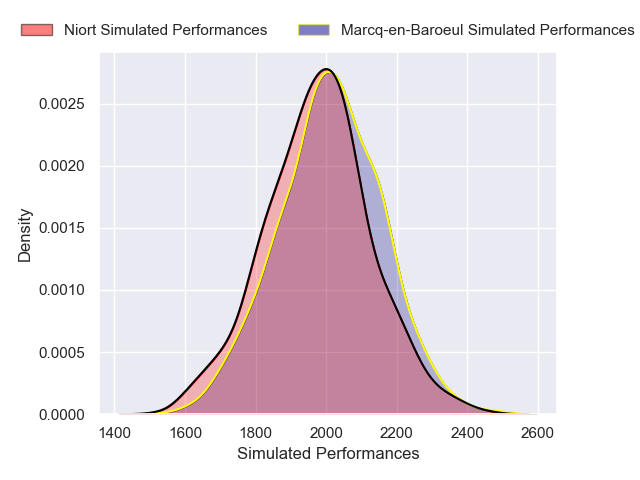 Niort Simulated Performances
Marcq-en-Baroeul Simulated Performances
0.0025
0.0020
0.0015
0.0010
0.0005
0.0000
Density
1400 1600 1800 2000 2200 2400 2600
Simulated Performances